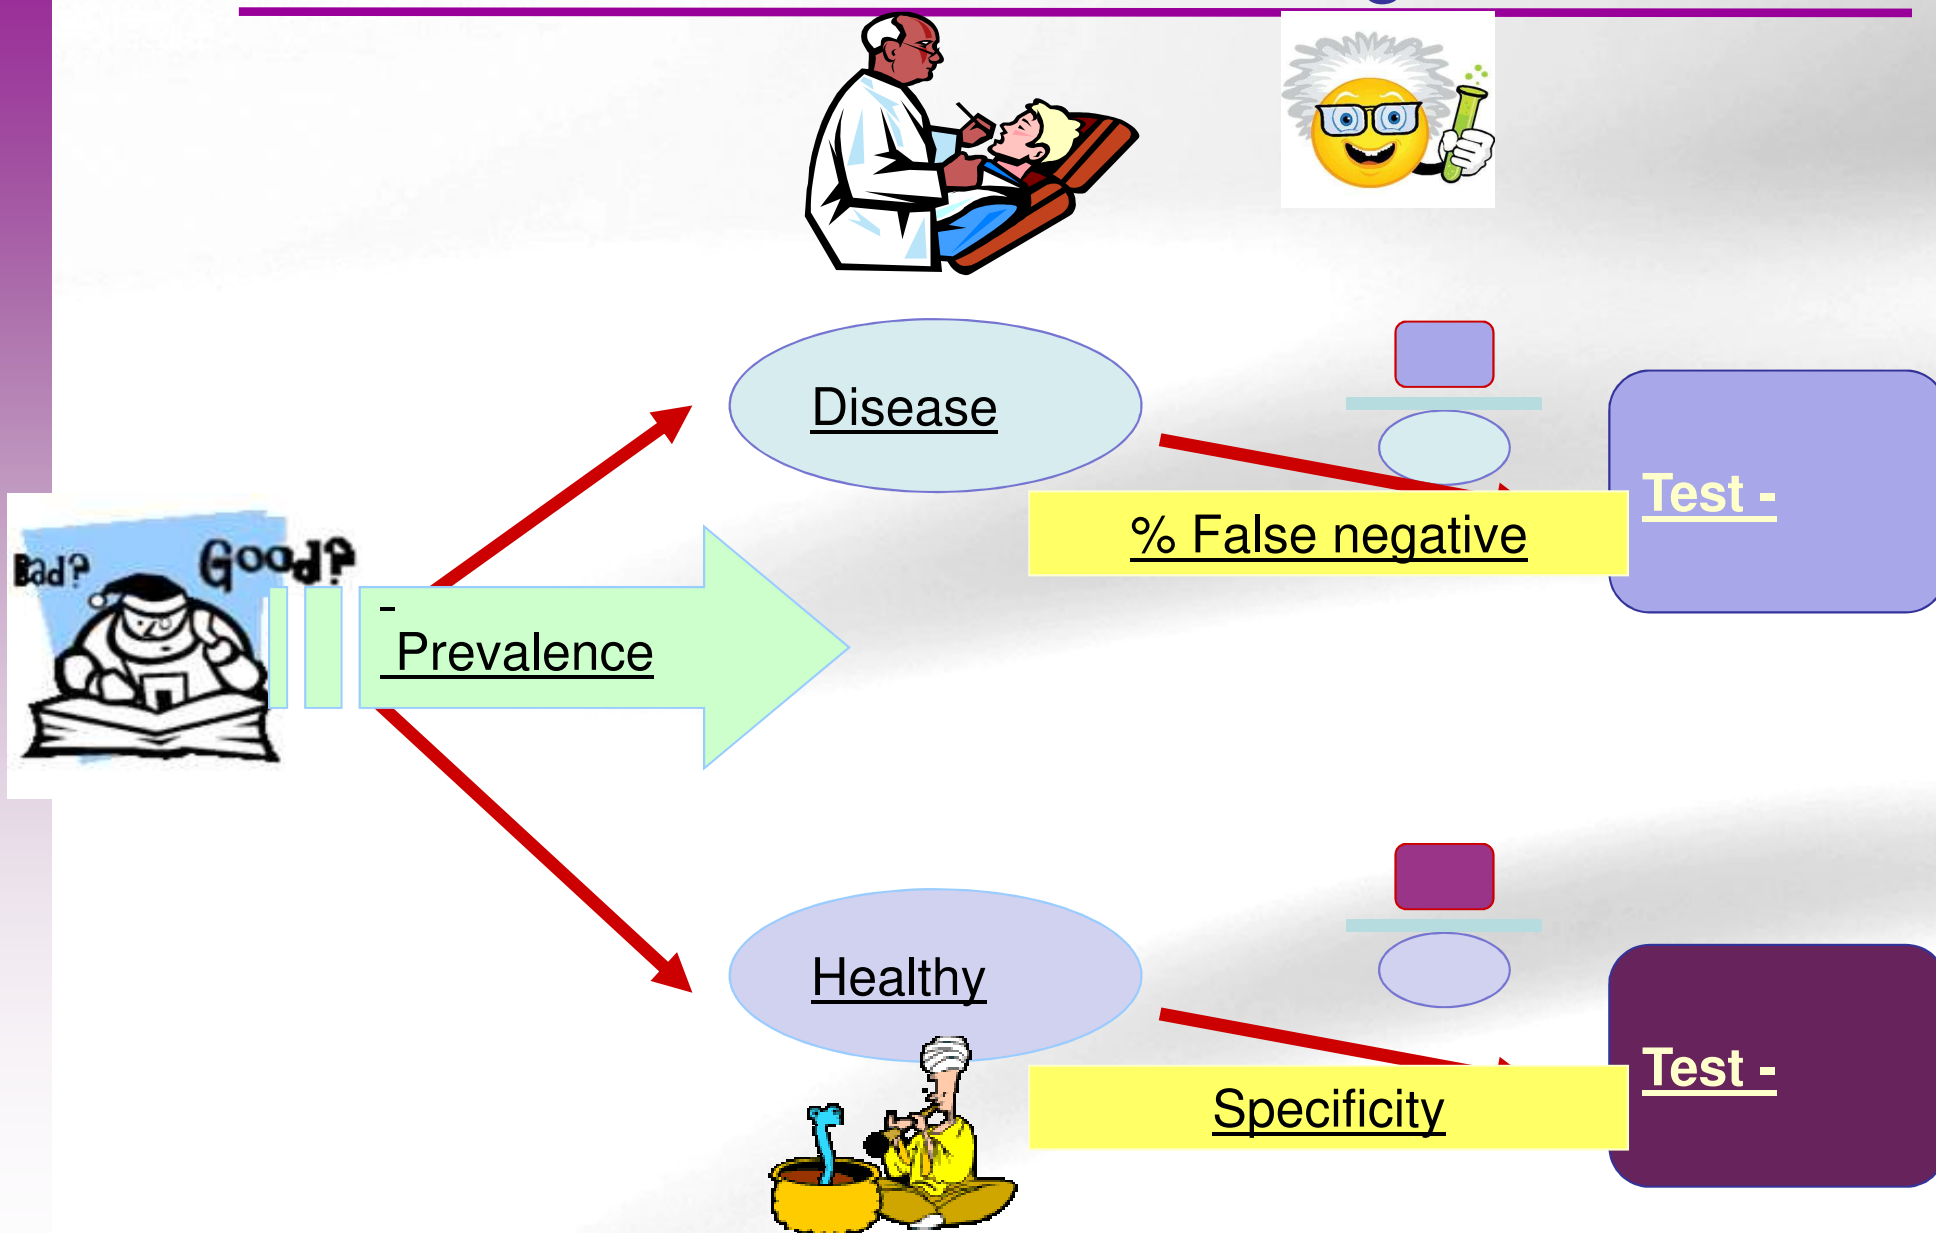 Disease
Test -
% False negative
Bad?
Good?
-
Prevalence
Healthy
Test -
Specificity